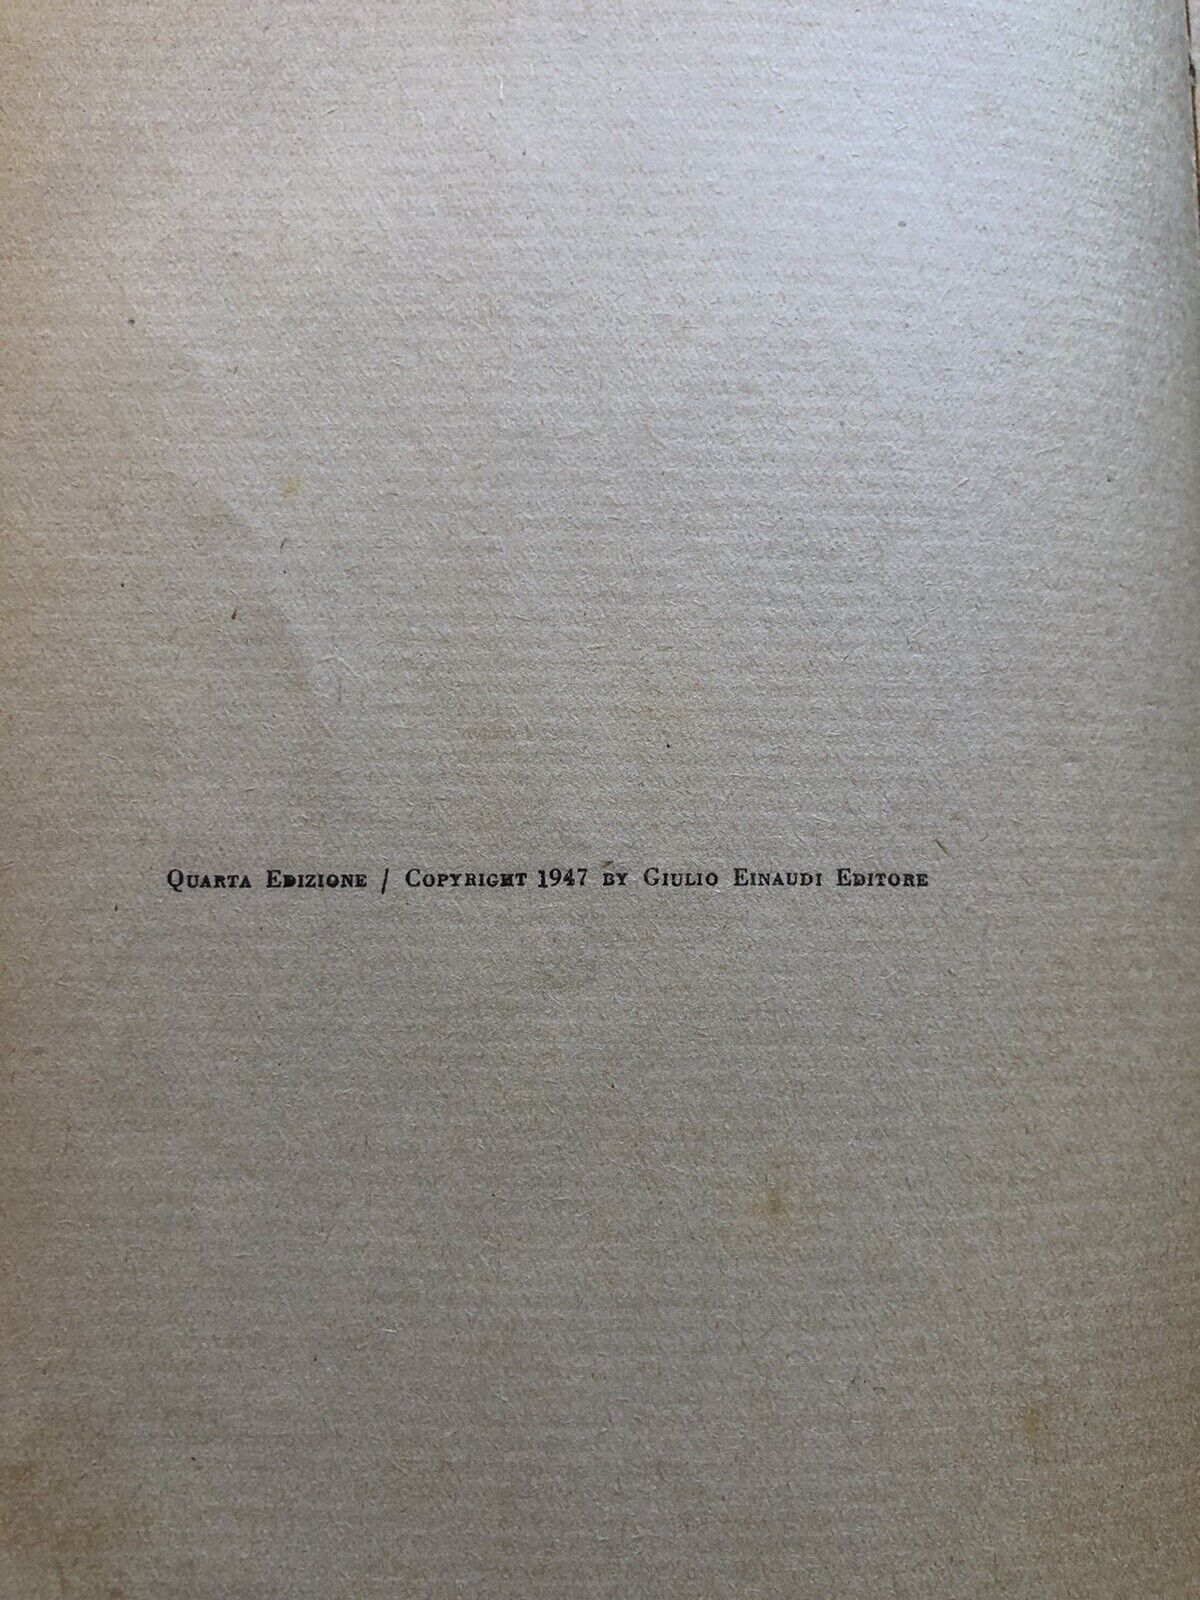 Quarta Edizione / Copyright 1947 by Giulio Einaudi Editore